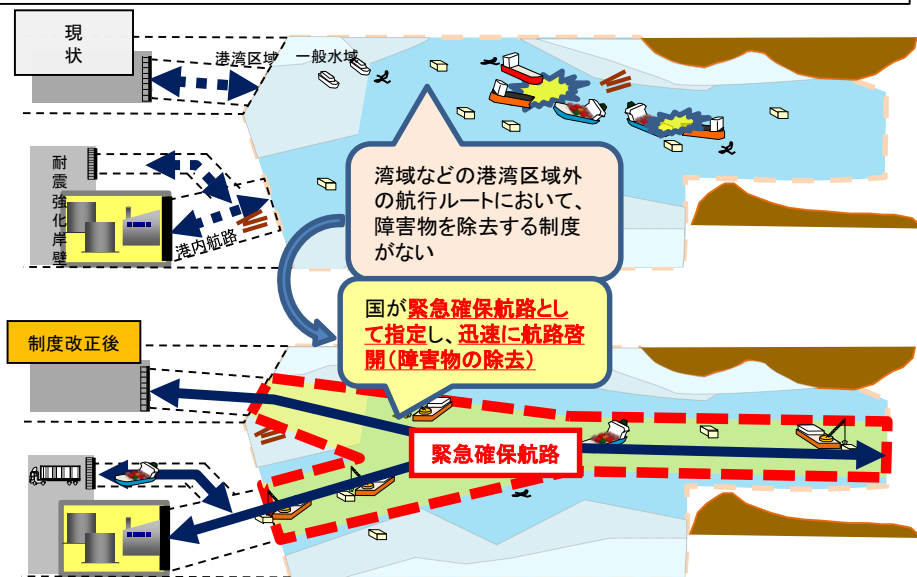 現
状
港湾区域
一般水域
耐震強化岸壁
港内航路
湾域などの港湾区域外
の航行ルートにおいて、
障害物を除去する制度
がない
国が緊急確保航路とし
て指定し、迅速に航路啓
開(障害物の除去)
制度改正後
緊急確保航路